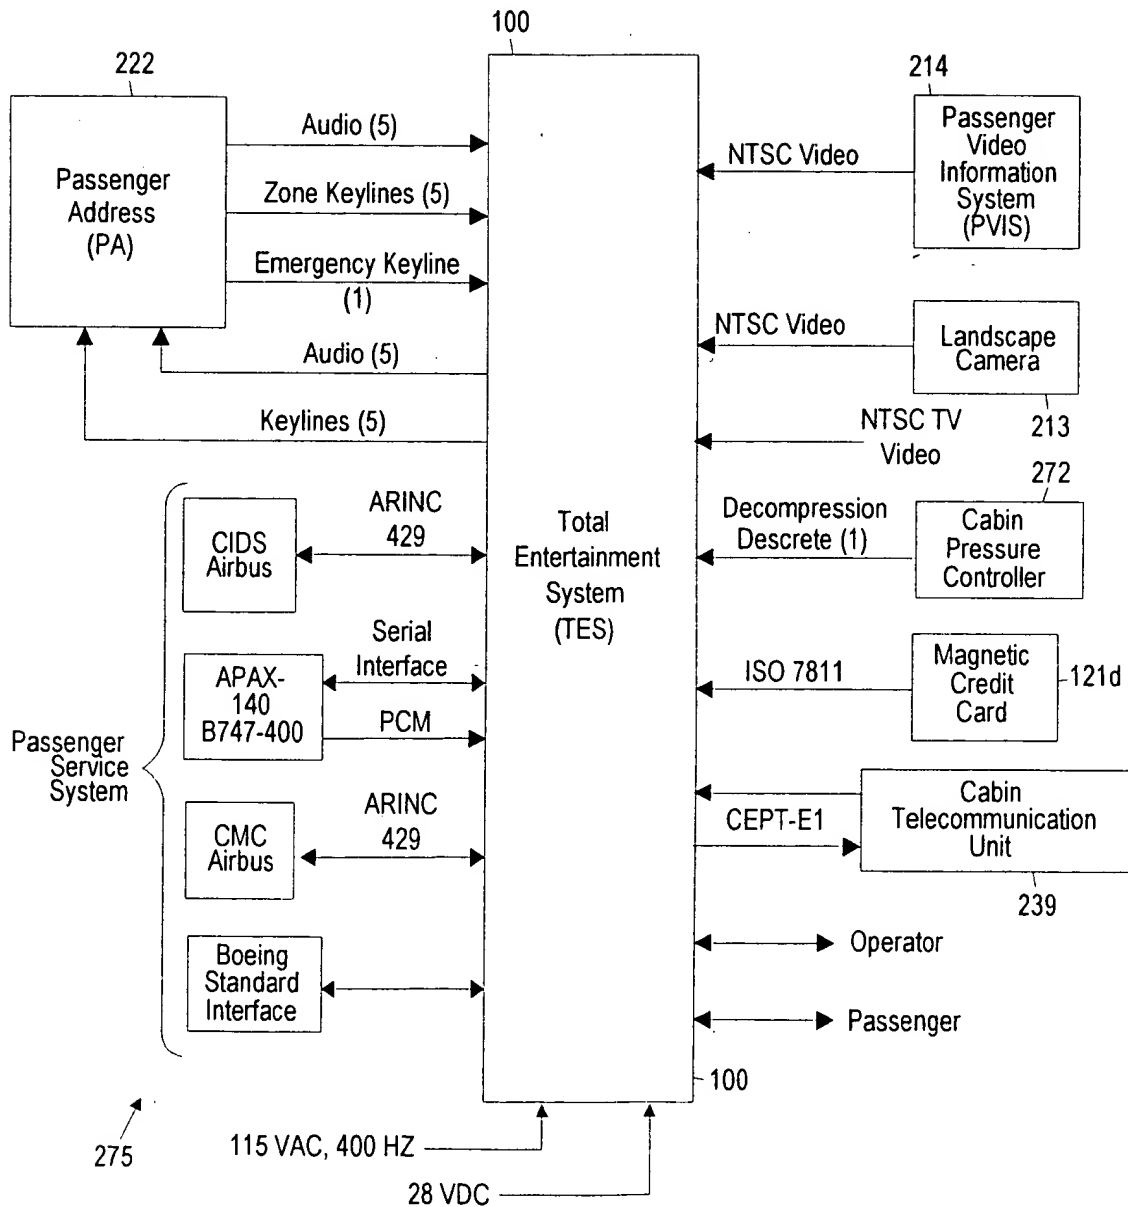 100
222
Passenger
Address
(PA)
Audio (5)
Zone Keylines (5)
Emergency Keyline
(1)
Audio (5)
Keylines (5)
Passenger
Service
System
CIDS
Airbus
ARINC
429
APAX-
140
B747-400
Serial
Interface
PCM
CMC
Airbus
ARINC
429
Boeing
Standard
Interface
275
Total
Entertainment
System
(TES)
214
Passenger
Video
Information
System
(PVIS)
NTSC Video
NTSC Video
Landscape
Camera
213
NTSC TV
Video
272
Decompression
Descrete (1)
Cabin
Pressure
Controller
ISO 7811
Magnetic
Credit
Card
121d
CEPT-E1
Cabin
Telecommunication
Unit
239
Operator
Passenger
100
115 VAC, 400 HZ
28 VDC